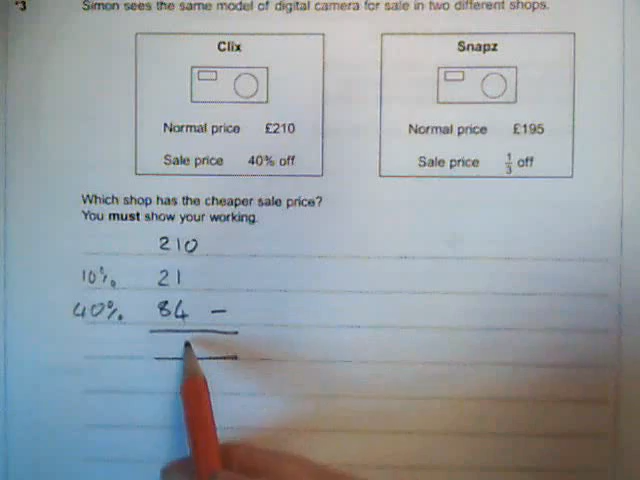 *3 Simon sees the same model of digital camera for sale in two different shops.
Clix
Normal price £210
Sale price 40% off
Snapz
Normal price £195
Sale price 1/3 off
Which shop has the cheaper sale price?
You must show your working.
210
10% 21
40% 84 −